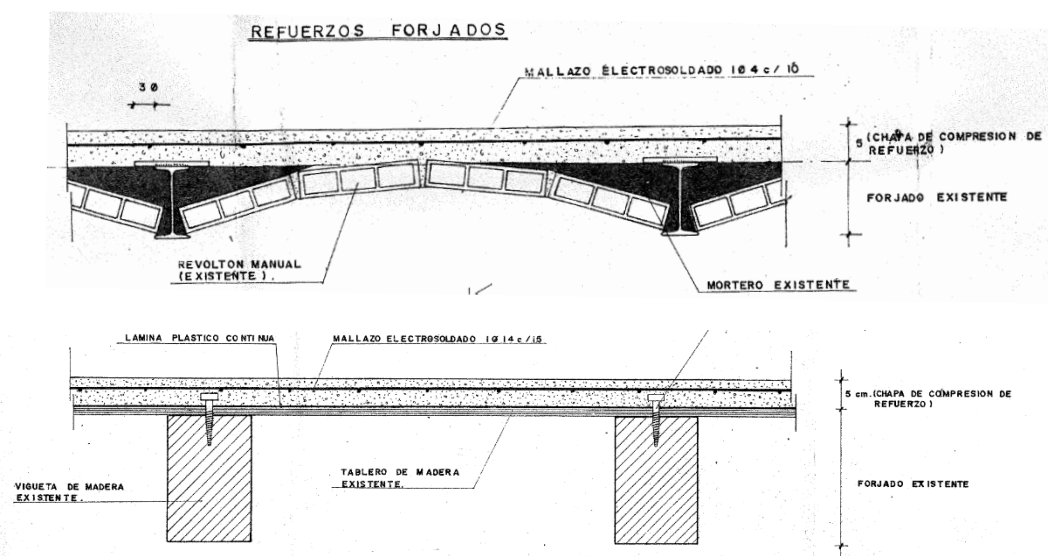 REFUERZOS FORJADOS
MALLAZO ELECTROSOLDADO 1Ø4 c/ 10
30
5 (CHAPA DE COMPRESION DE
REFUERZO)
FORJADO EXISTENTE
REVOLTON MANUAL
(EXISTENTE).
MORTERO EXISTENTE
LAMINA PLASTICO CONTINUA
MALLAZO ELECTROSOLDADO 1Ø14c/15
5 cm. (CHAPA DE COMPRESION DE
REFUERZO)
VIGUETA DE MADERA
EXISTENTE.
TABLERO DE MADERA
EXISTENTE.
FORJADO EXISTENTE